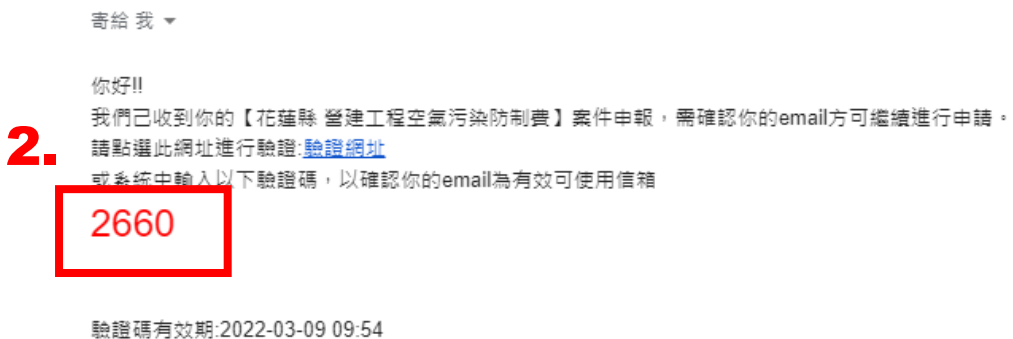 寄給 我
你好!!
我們己收到你的【花蓮縣 營建工程空氣污染防制費】案件申報，需確認你的email方可繼續進行申請。
2.
請點選此網址進行驗證:驗證網址
或系統中輸入以下驗證碼，以確認你的email為有效可使用信箱
2660
驗證碼有效期:2022-03-09 09:54